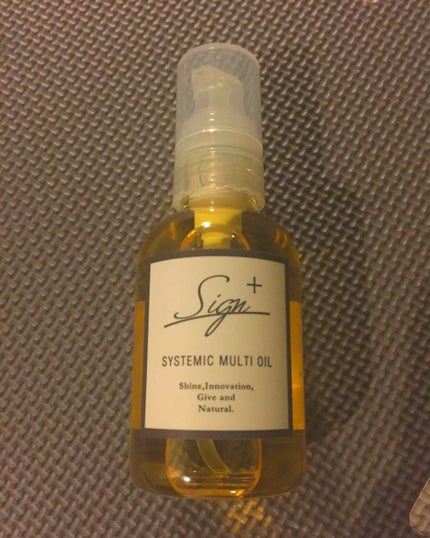 Sign+
SYSTEMIC MULTI OIL
Shine,Innovation,
Give and
Natural.